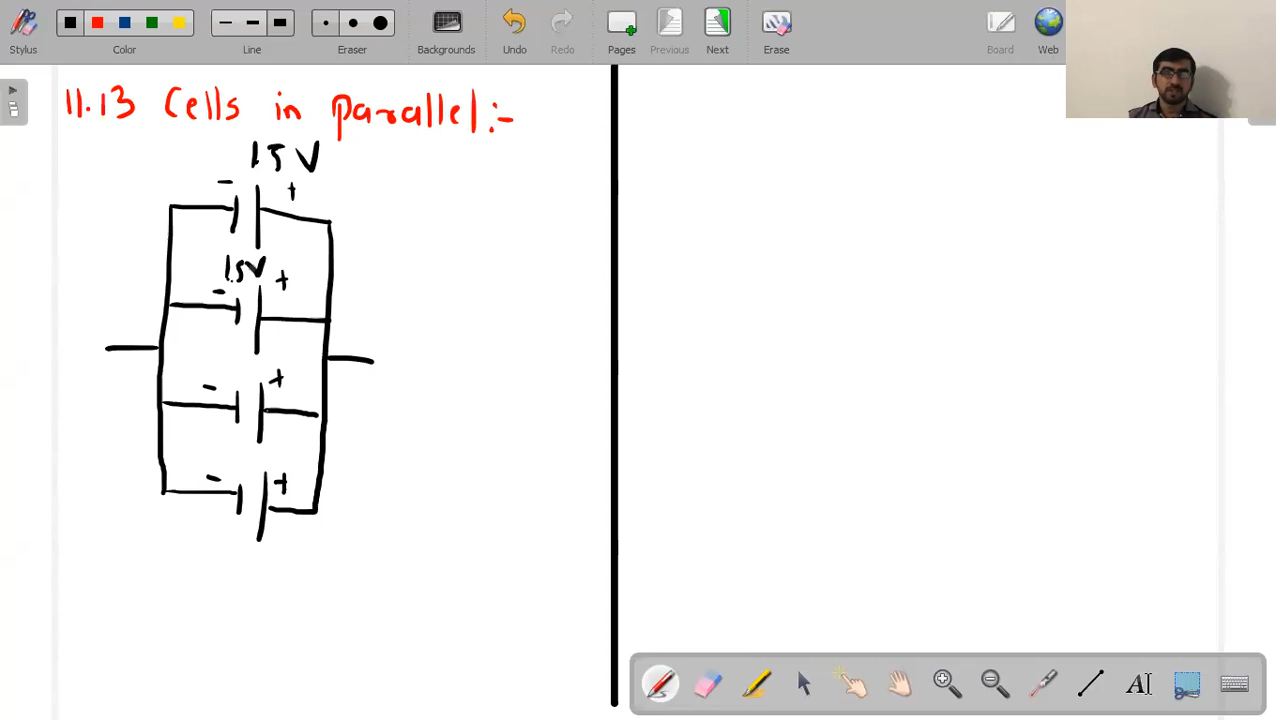 Stylus
Color
Line
Eraser
Backgrounds
Undo
Redo
Pages
Previous
Next
Erase
Board
Web
11.13 Cells in parallel:-
1.5 V
- +
1.5V
- +
- +
- +